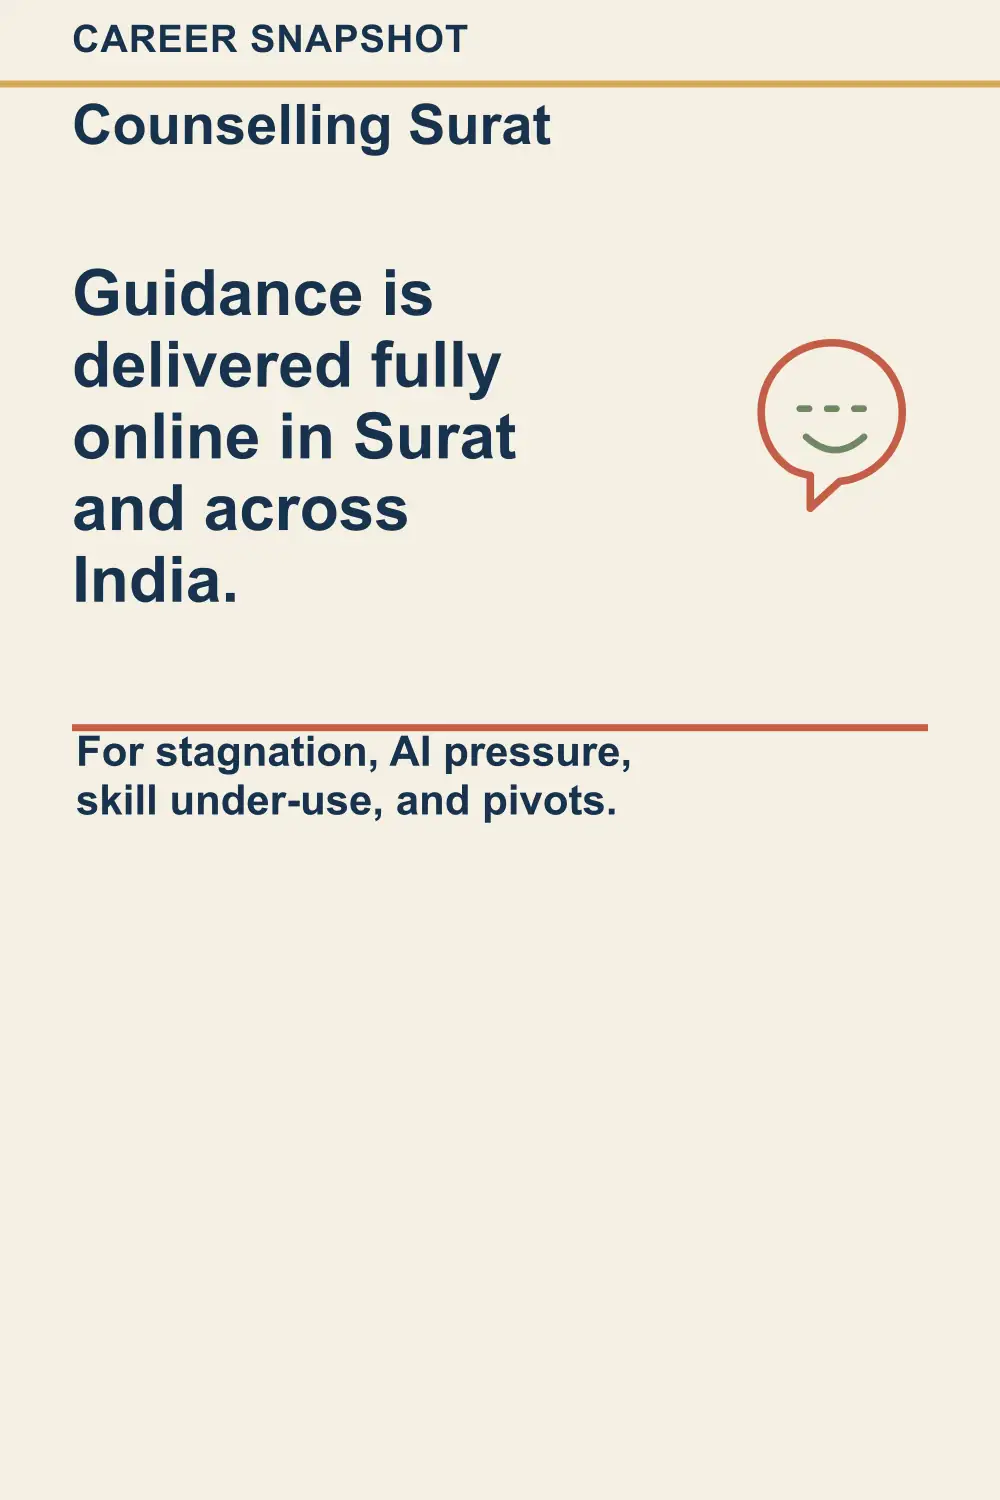 CAREER SNAPSHOT
Counselling Surat
Guidance is
delivered fully
online in Surat
and across
India.
For stagnation, AI pressure,
skill under-use, and pivots.